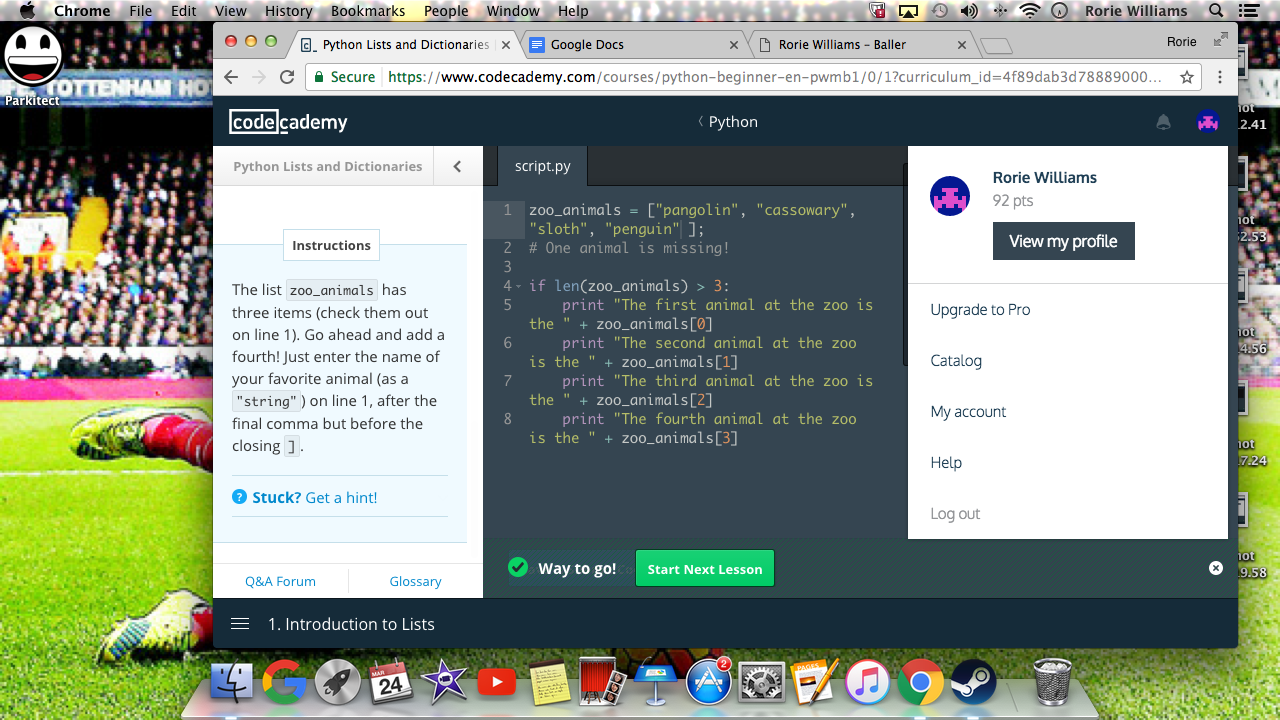 Chrome File Edit View History Bookmarks People Window Help Rorie Williams
Parkitect
TOTTENHAM HO
Python Lists and Dictionaries
Google Docs
Rorie Williams – Baller
Rorie
Secure https://www.codecademy.com/courses/python-beginner-en-pwmb1/0/1?curriculum_id=4f89dab3d78889000...
codecademy
Python
Python Lists and Dictionaries
Instructions
The list zoo_animals has
three items (check them out
on line 1). Go ahead and add a
fourth! Just enter the name of
your favorite animal (as a
"string") on line 1, after the
final comma but before the
closing ].
? Stuck? Get a hint!
Q&A Forum Glossary
script.py
1 zoo_animals = ["pangolin", "cassowary",
"sloth", "penguin" ];
2 # One animal is missing!
3
4 if len(zoo_animals) > 3:
5 print "The first animal at the zoo is
the " + zoo_animals[0]
6 print "The second animal at the zoo
is the " + zoo_animals[1]
7 print "The third animal at the zoo is
the " + zoo_animals[2]
8 print "The fourth animal at the zoo
is the " + zoo_animals[3]
Rorie Williams
92 pts
View my profile
Upgrade to Pro
Catalog
My account
Help
Log out
Way to go! Start Next Lesson
1. Introduction to Lists
2.41
2.53
4.56
7.24
9.58
MAR
24
2
PAGES